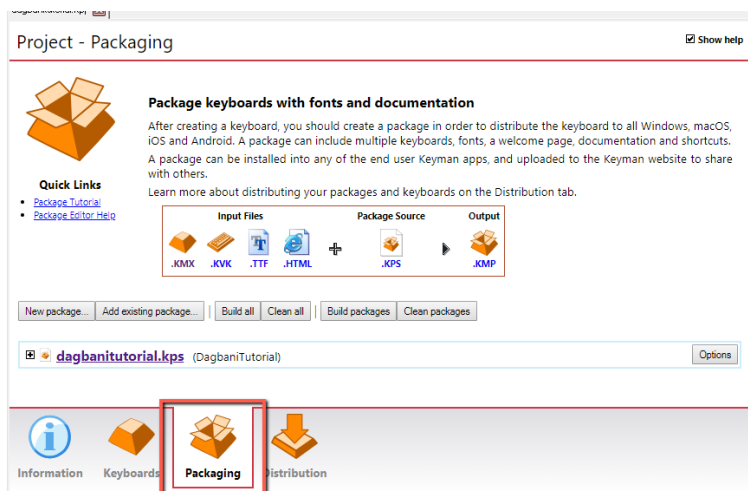 dagbanitutorial.kpj
Project - Packaging
Show help
Package keyboards with fonts and documentation
After creating a keyboard, you should create a package in order to distribute the keyboard to all Windows, macOS,
iOS and Android. A package can include multiple keyboards, fonts, a welcome page, documentation and shortcuts.
A package can be installed into any of the end user Keyman apps, and uploaded to the Keyman website to share
with others.
Learn more about distributing your packages and keyboards on the Distribution tab.
Quick Links
Package Tutorial
Package Editor Help
Input Files Package Source Output
.KMX .KVK .TTF .HTML .KPS .KMP
New package... Add existing package... Build all Clean all Build packages Clean packages
dagbanitutorial.kps (DagbaniTutorial) Options
Information Keyboards Packaging Distribution